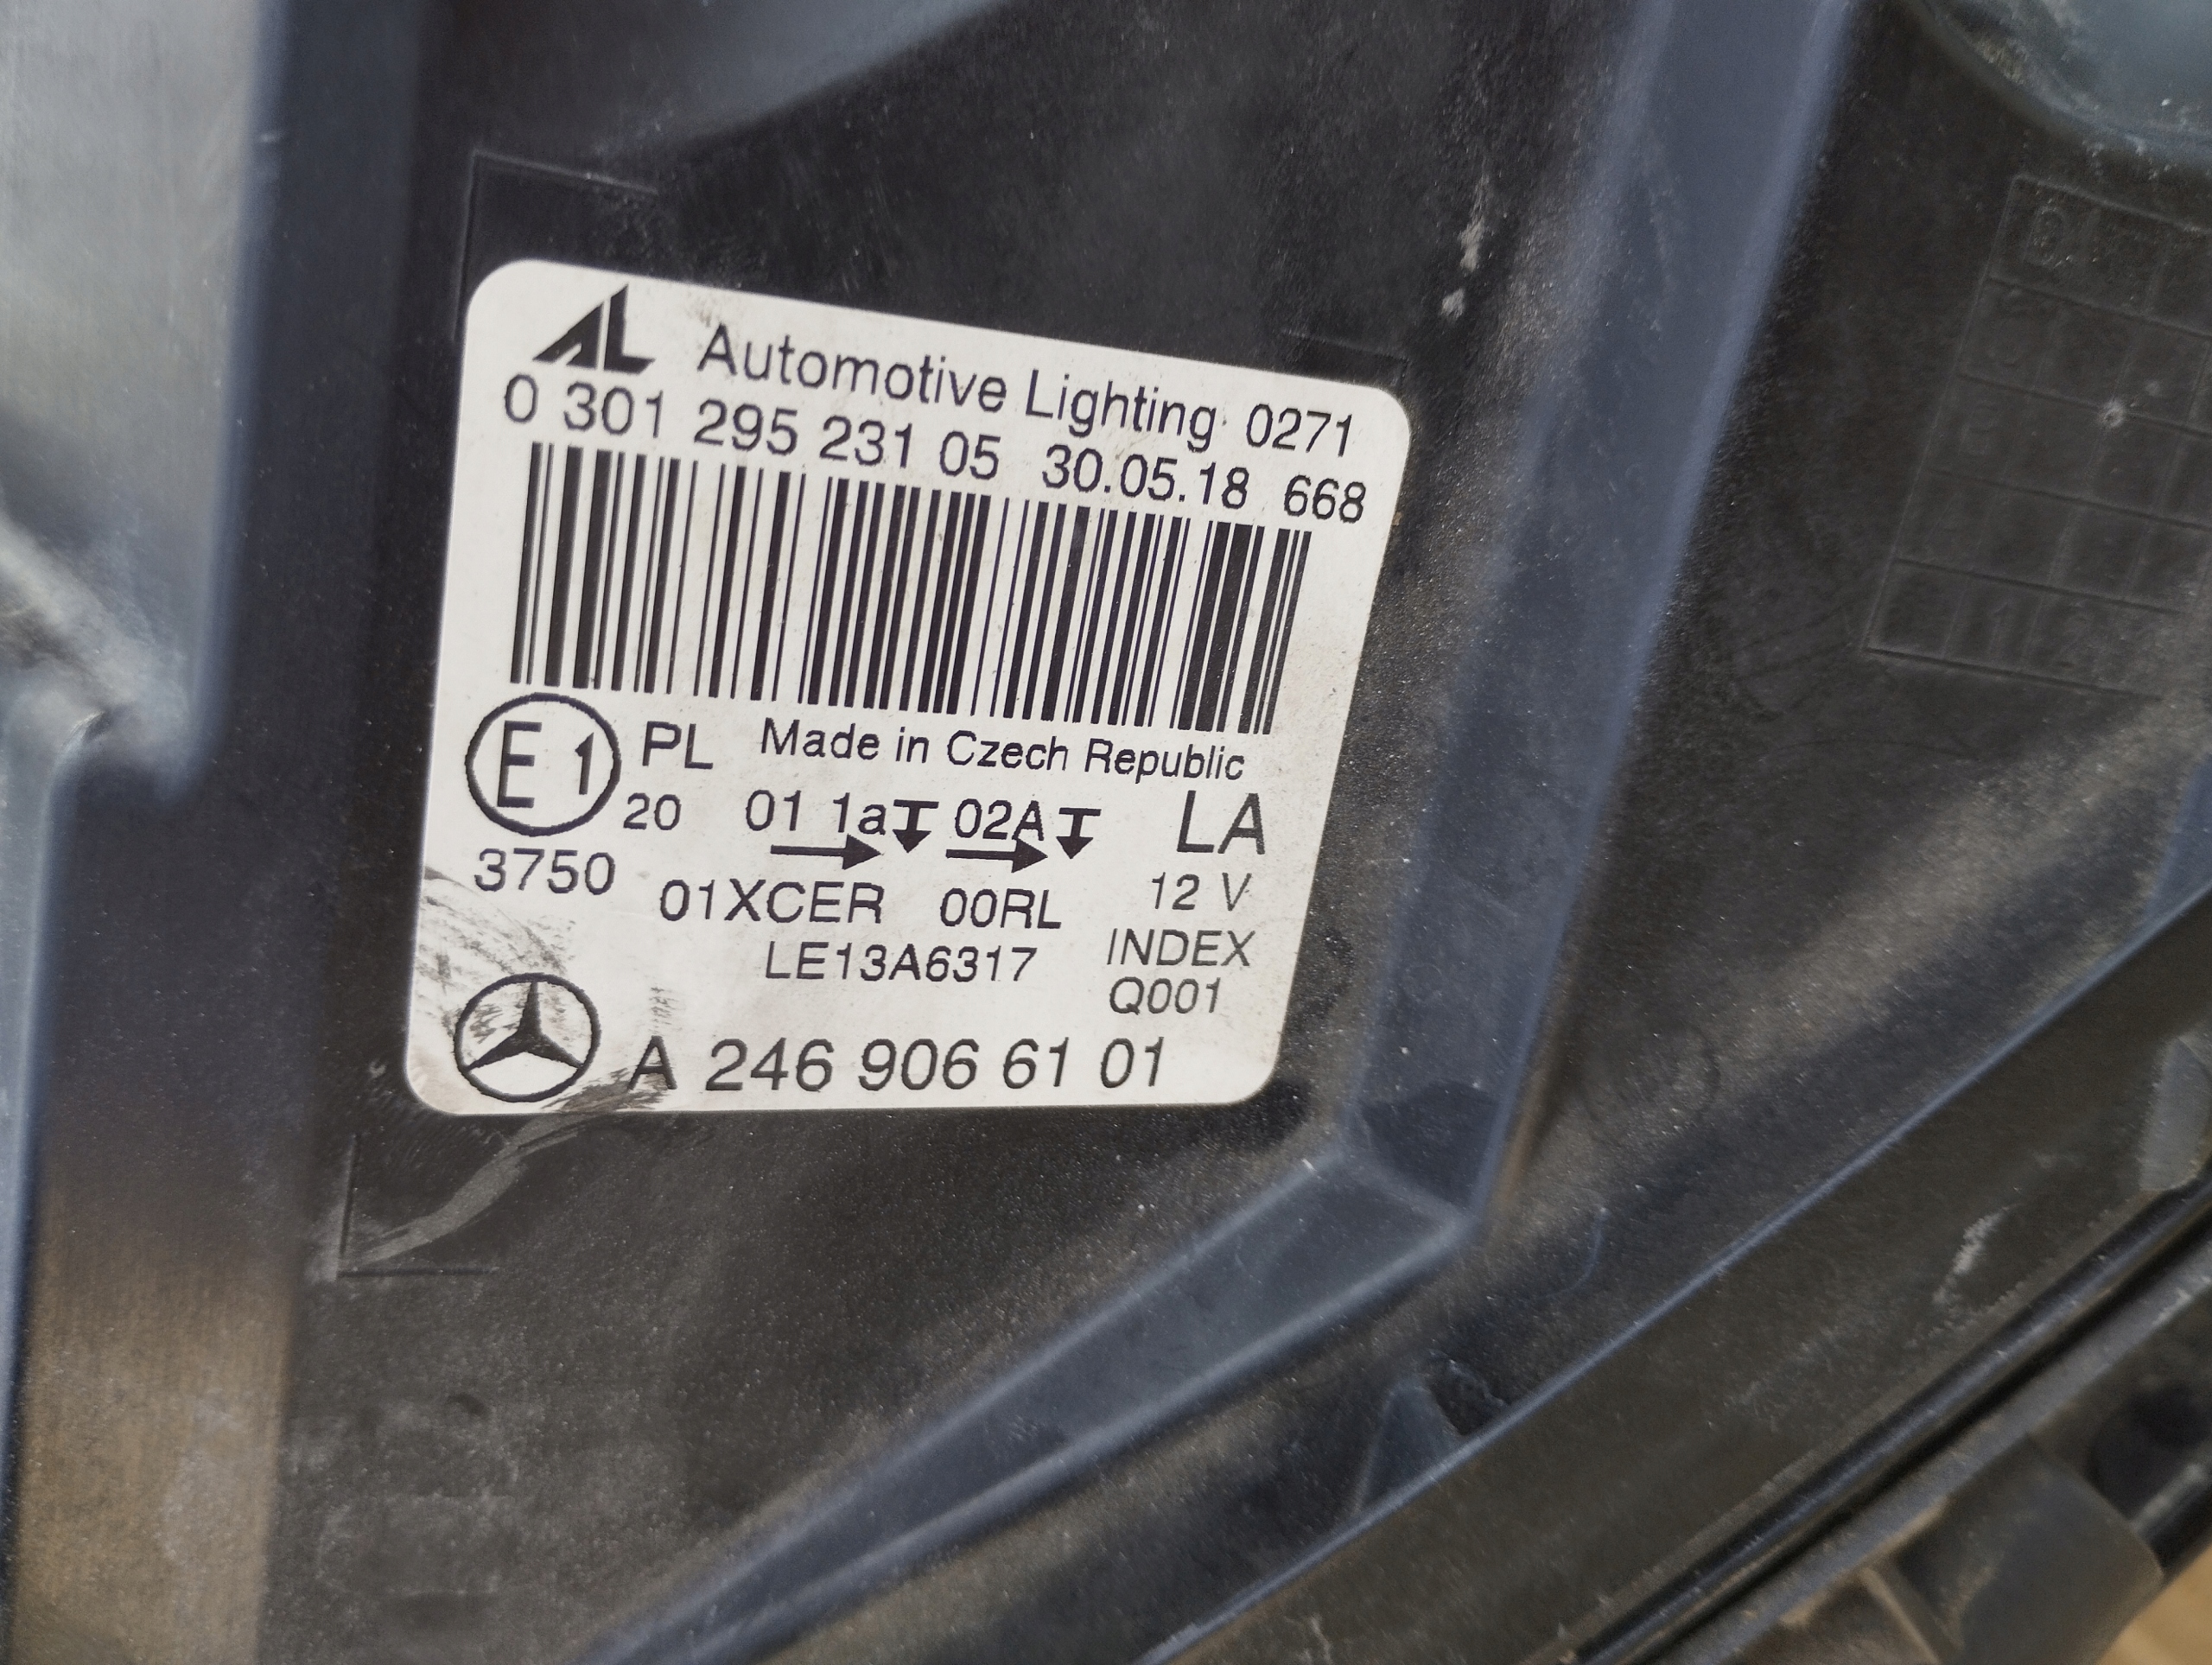 AL Automotive Lighting 0271
0 301 295 231 05 30.05.18 668
E1 PL Made in Czech Republic
20 01 1a 02A LA
3750 01XCER 00RL 12 V
LE13A6317 INDEX
Q001
A 246 906 61 01